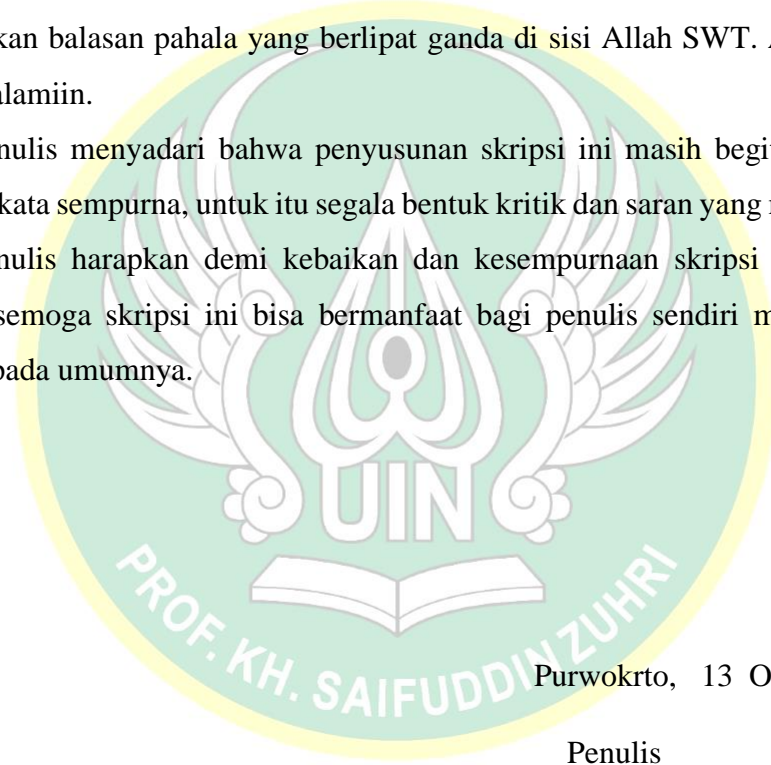 kan balasan pahala yang berlipat ganda di sisi Allah SWT. A
alamiin.
nulis menyadari bahwa penyusunan skripsi ini masih begit
kata sempurna, untuk itu segala bentuk kritik dan saran yang
nulis harapkan demi kebaikan dan kesempurnaan skripsi
semoga skripsi ini bisa bermanfaat bagi penulis sendiri m
pada umumnya.
UIN
PROF. KH. SAIFUDDIN ZUHRI
Purwokrto, 13 O
Penulis